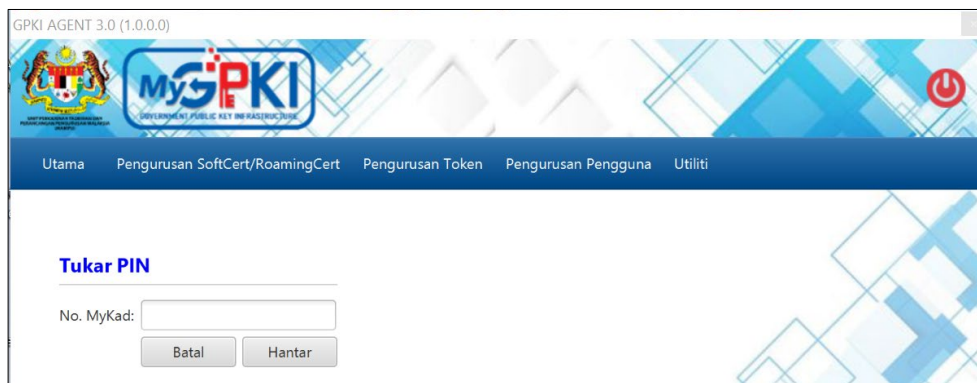 GPKI AGENT 3.0 (1.0.0.0)
MyGPKI
GOVERNMENT PUBLIC KEY INFRASTRUCTURE
Utama Pengurusan SoftCert/RoamingCert Pengurusan Token Pengurusan Pengguna Utiliti
Tukar PIN
No. MyKad:
Batal Hantar